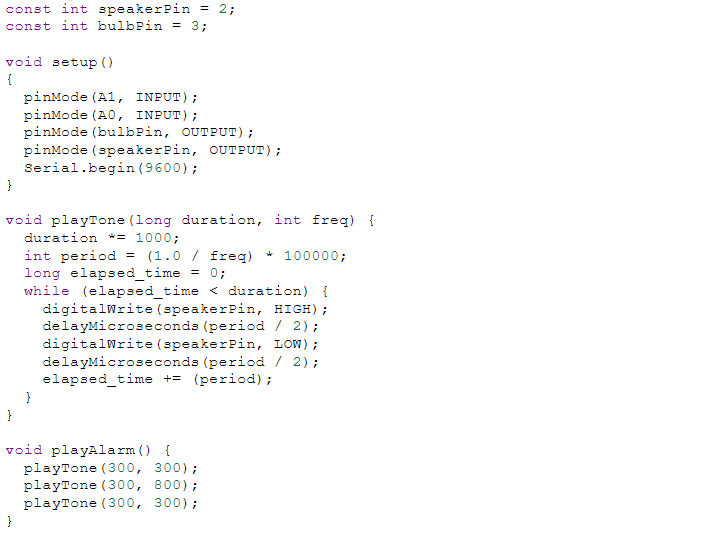 const int speakerPin = 2;
const int bulbPin = 3;
void setup()
{
pinMode(A1, INPUT);
pinMode(A0, INPUT);
pinMode(bulbPin, OUTPUT);
pinMode(speakerPin, OUTPUT);
Serial.begin(9600);
}
void playTone(long duration, int freq) {
duration *= 1000;
int period = (1.0 / freq) * 100000;
long elapsed_time = 0;
while (elapsed_time < duration) {
digitalWrite(speakerPin, HIGH);
delayMicroseconds(period / 2);
digitalWrite(speakerPin, LOW);
delayMicroseconds(period / 2);
elapsed_time += (period);
}
}
void playAlarm() {
playTone(300, 300);
playTone(300, 800);
playTone(300, 300);
}